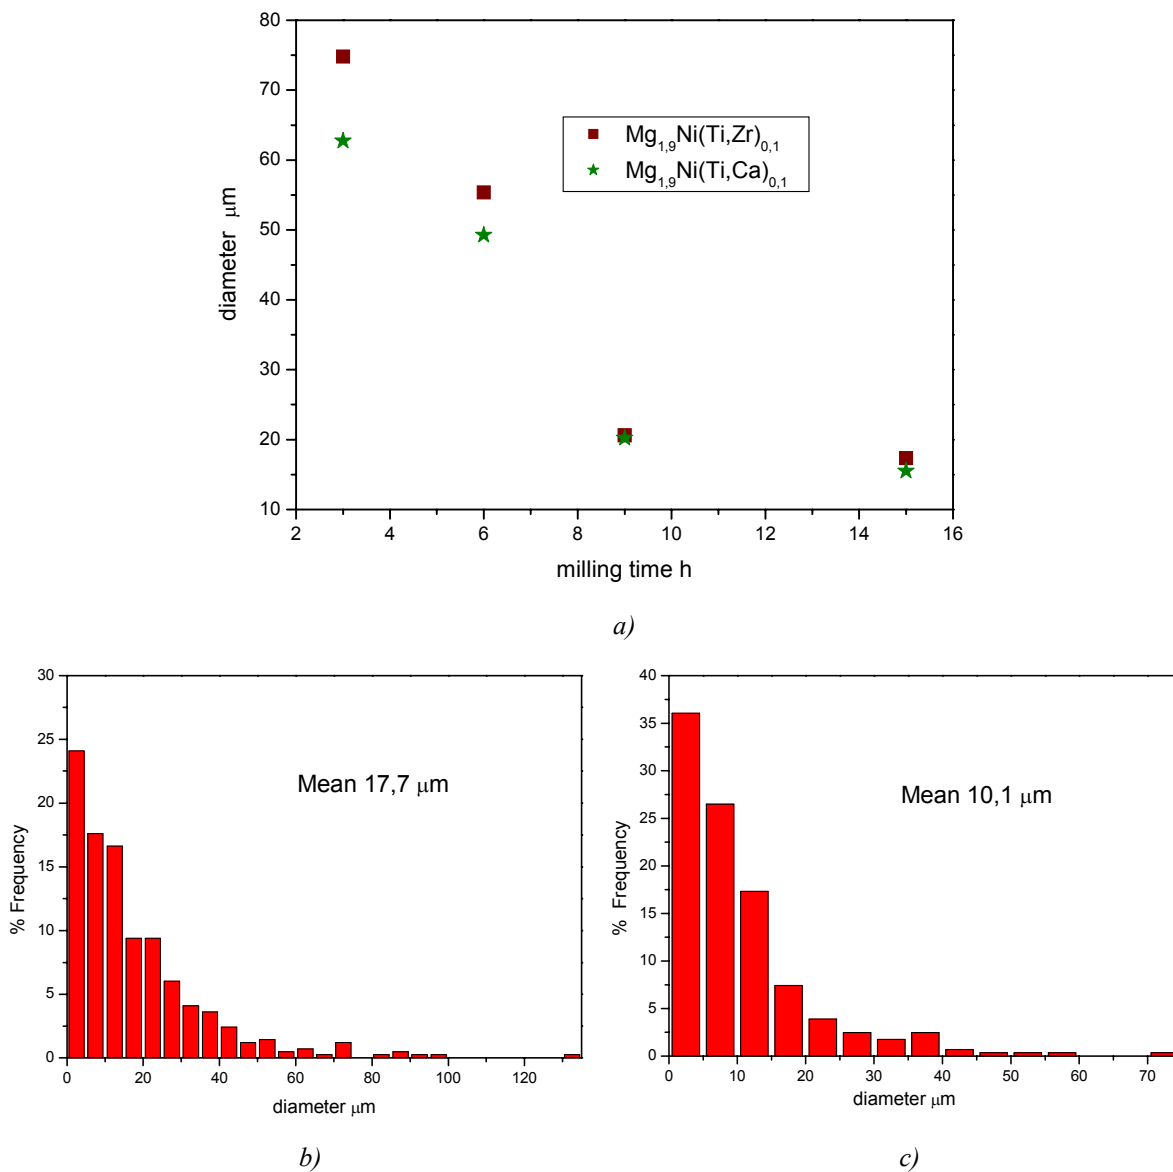 80
70
60
50
40
30
20
10
diameter μm
Mg1,9Ni(Ti,Zr)0,1
Mg1,9Ni(Ti,Ca)0,1
2 4 6 8 10 12 14 16
milling time h
a)
30
25
20
15
10
5
0
% Frequency
Mean 17,7 μm
0 20 40 60 80 100 120
diameter μm
b)
40
35
30
25
20
15
10
5
0
% Frequency
Mean 10,1 μm
0 10 20 30 40 50 60 70
diameter μm
c)